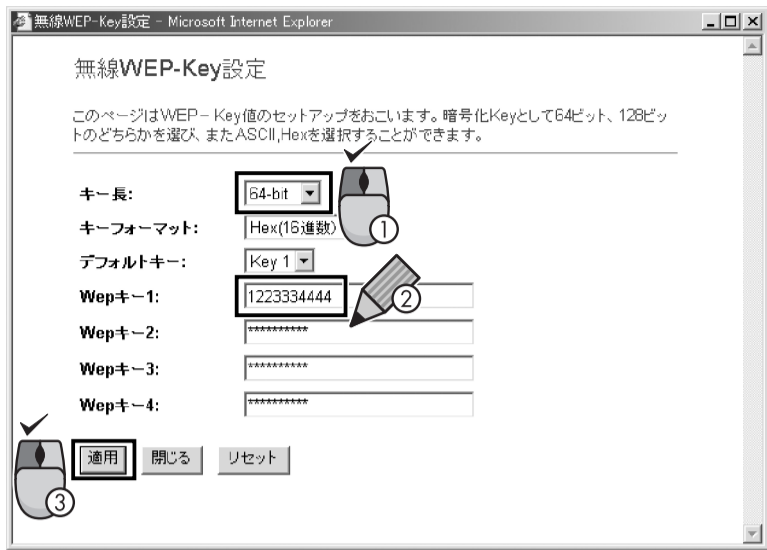 無線WEP-Key設定 - Microsoft Internet Explorer
無線WEP-Key設定
このページはWEP－Key値のセットアップをおこいます。暗号化Keyとして64ビット、128ビッ
トのどちらかを選び、またASCII,Hexを選択することができます。
キー長: 64-bit
①
キーフォーマット: Hex(16進数)
デフォルトキー: Key 1
Wepキー1: 1223334444
②
Wepキー2: **********
Wepキー3: **********
Wepキー4: **********
適用 閉じる リセット
③